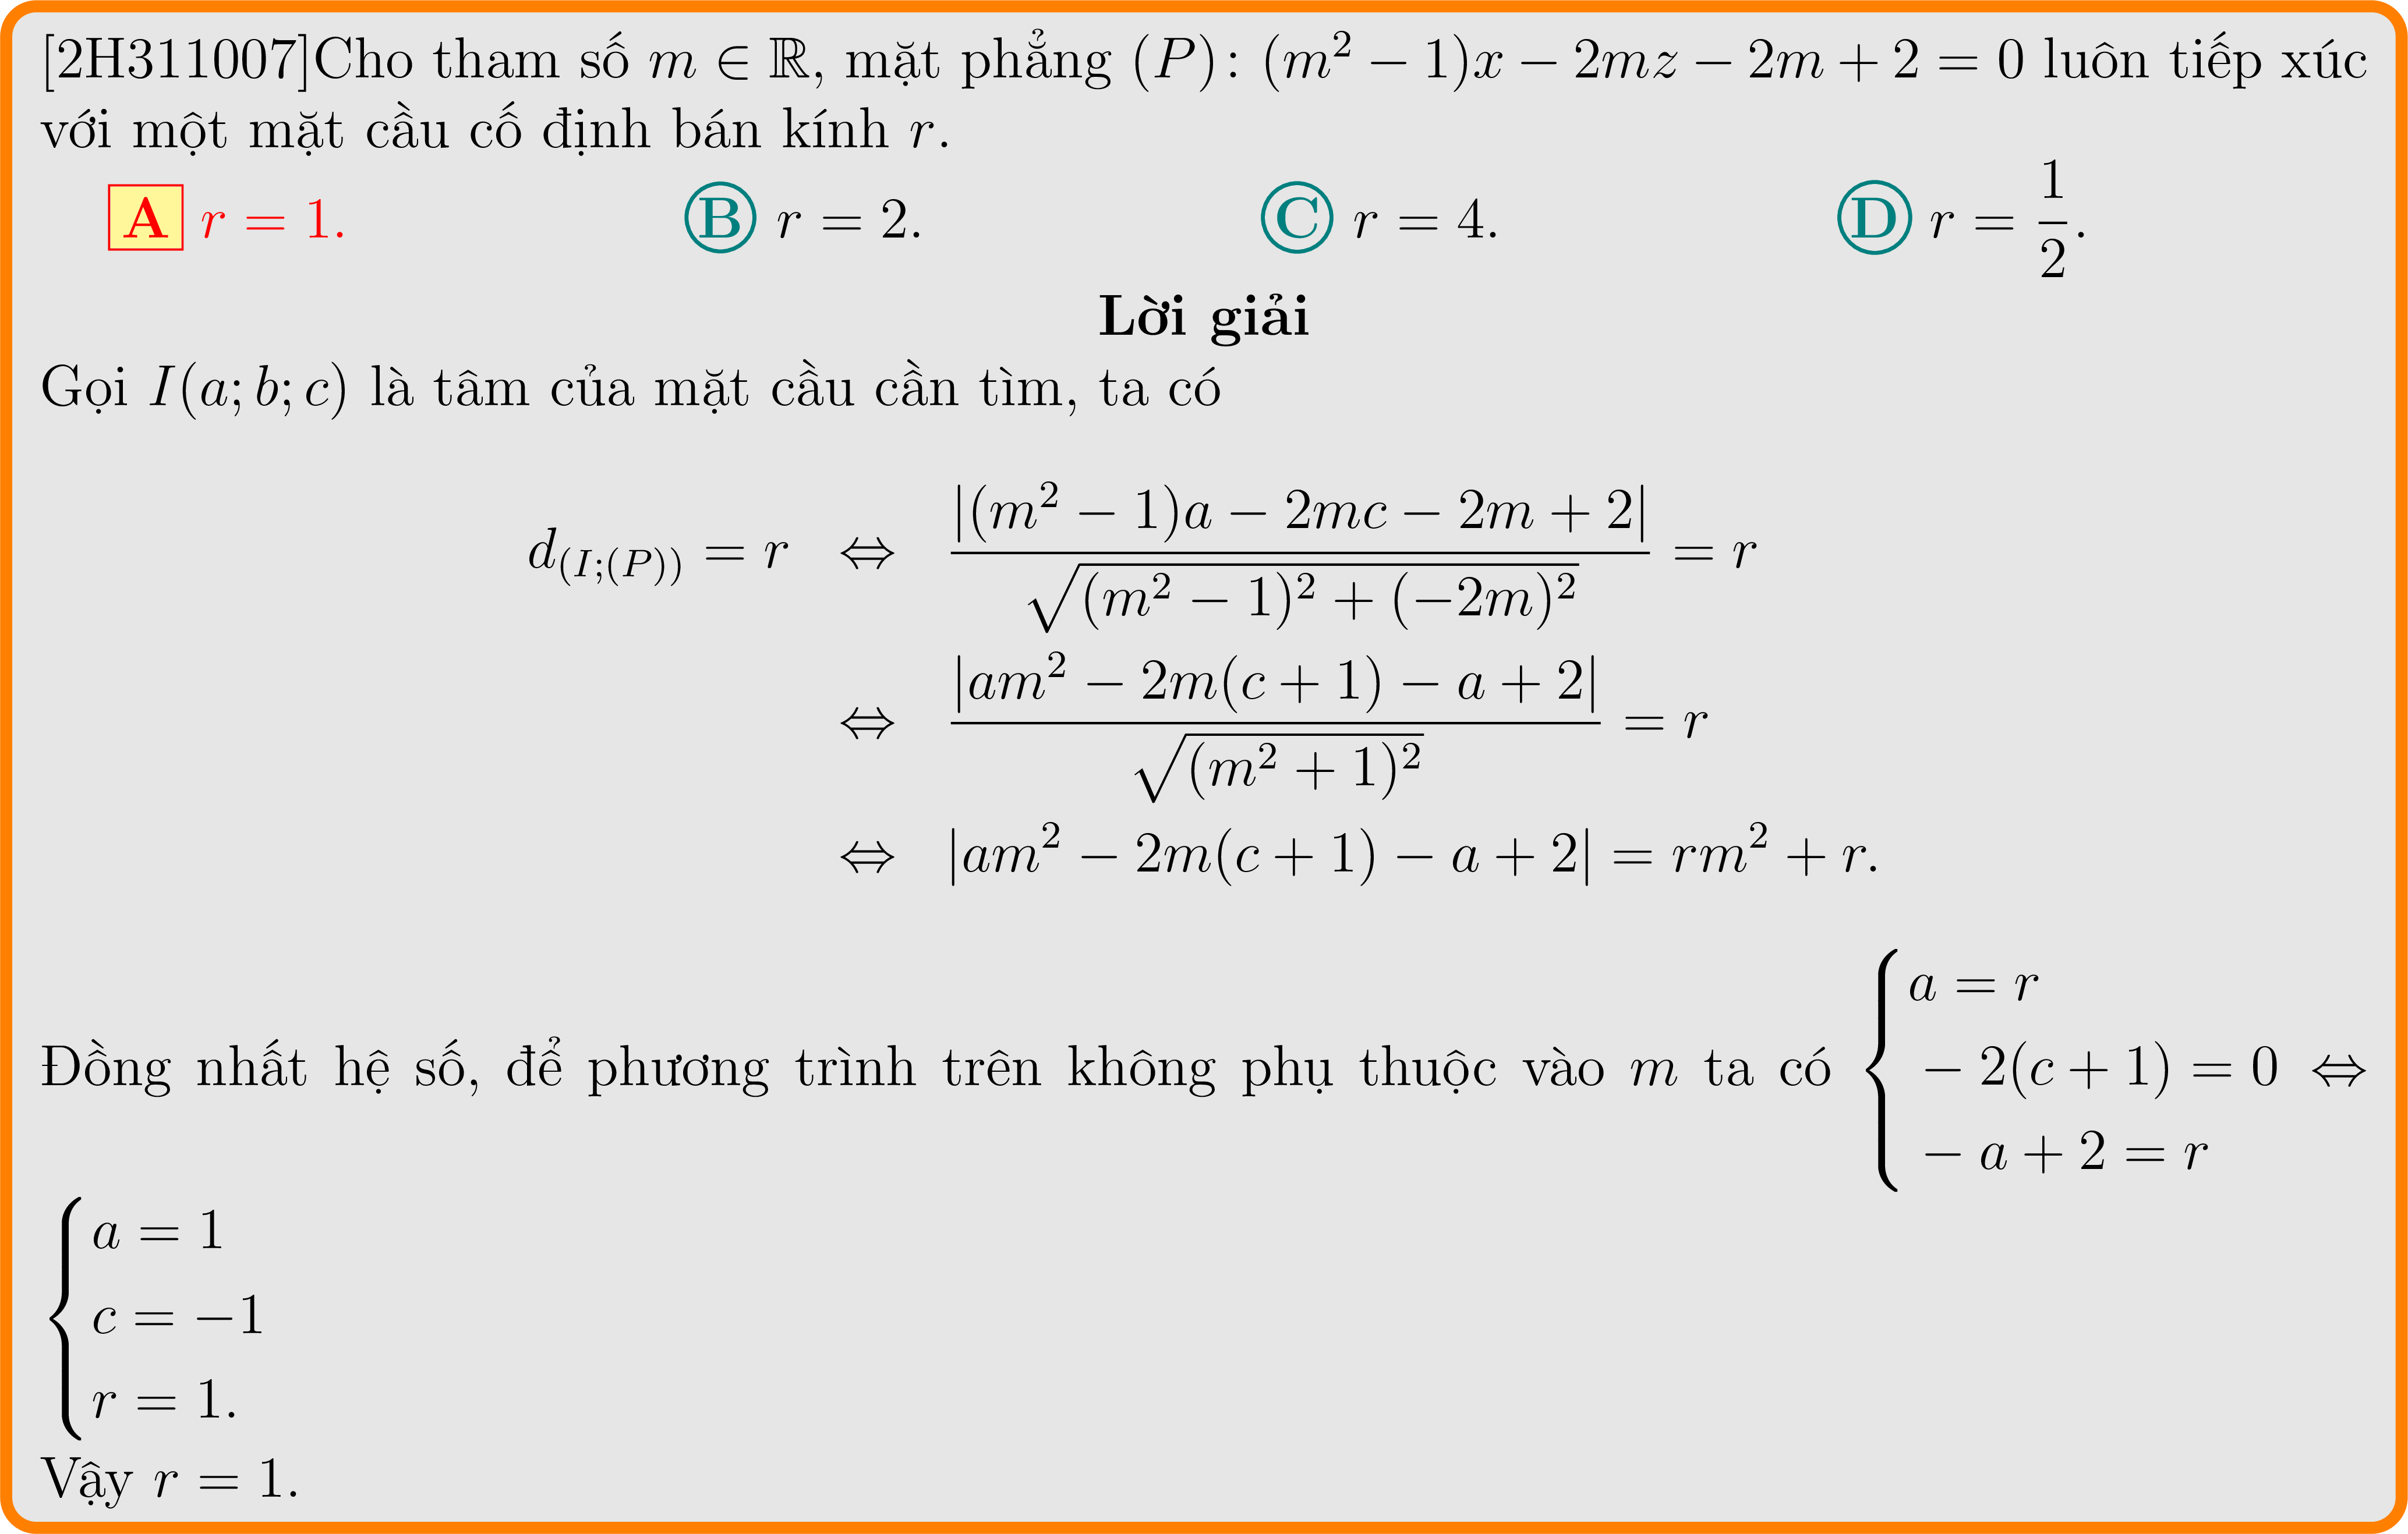 [2H311007]Cho tham số $m \in \mathbb{R}$, mặt phẳng $(P)\colon (m^2 - 1)x - 2mz - 2m + 2 = 0$ luôn tiếp xúc
với một mặt cầu cố định bán kính $r$.
A $r = 1$. B $r = 2$. C $r = 4$. D $r = \dfrac{1}{2}$.
Lời giải
Gọi $I(a; b; c)$ là tâm của mặt cầu cần tìm, ta có
$d_{(I;(P))} = r \Leftrightarrow \dfrac{|(m^2 - 1)a - 2mc - 2m + 2|}{\sqrt{(m^2 - 1)^2 + (-2m)^2}} = r$
$\Leftrightarrow \dfrac{|am^2 - 2m(c + 1) - a + 2|}{\sqrt{(m^2 + 1)^2}} = r$
$\Leftrightarrow |am^2 - 2m(c + 1) - a + 2| = rm^2 + r.$
Đồng nhất hệ số, để phương trình trên không phụ thuộc vào $m$ ta có $\begin{cases} a = r \\ -2(c + 1) = 0 \\ -a + 2 = r \end{cases} \Leftrightarrow$
$\begin{cases} a = 1 \\ c = -1 \\ r = 1. \end{cases}$
Vậy $r = 1$.